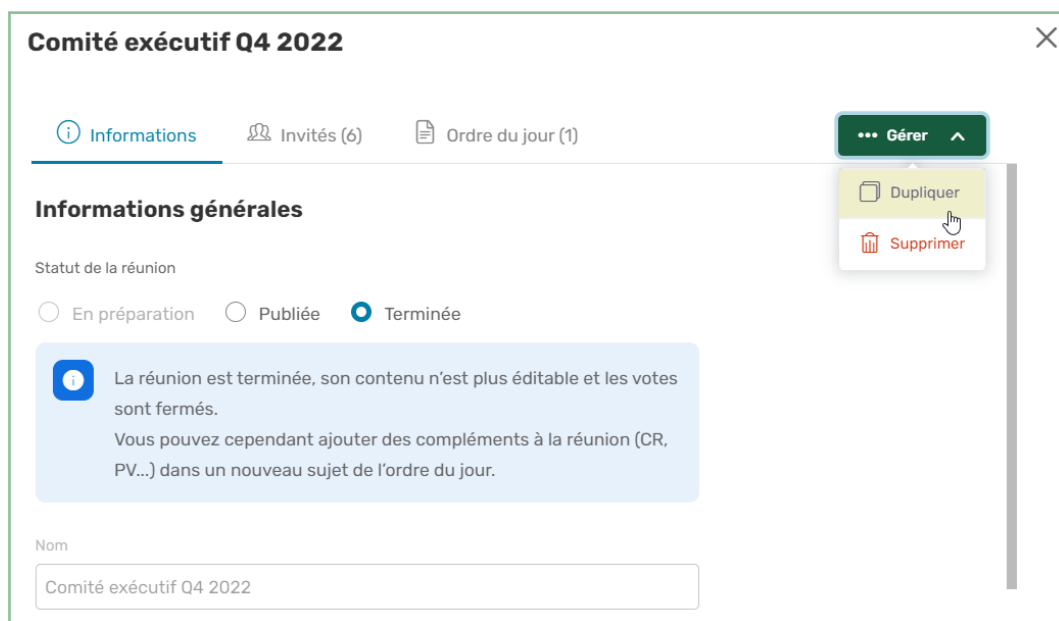 Comité exécutif Q4 2022
Informations
Invités (6)
Ordre du jour (1)
••• Gérer
Dupliquer
Supprimer
Informations générales
Statut de la réunion
En préparation
Publiée
Terminée
La réunion est terminée, son contenu n’est plus éditable et les votes
sont fermés.
Vous pouvez cependant ajouter des compléments à la réunion (CR,
PV...) dans un nouveau sujet de l’ordre du jour.
Nom
Comité exécutif Q4 2022